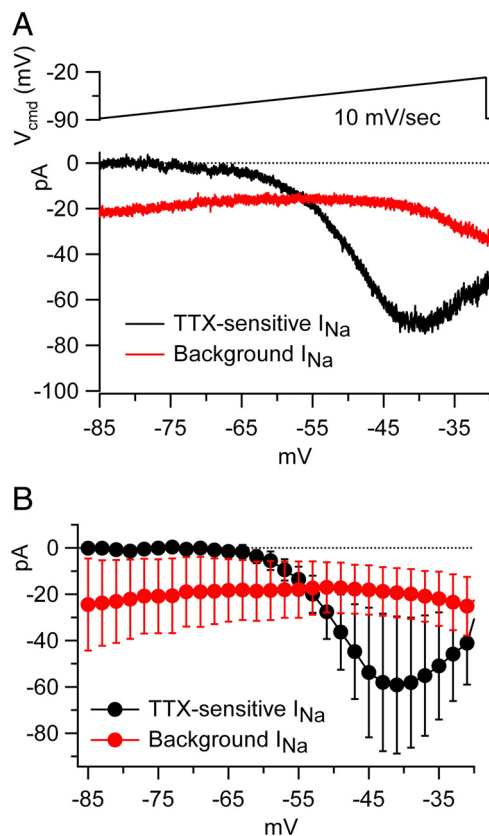 A
V_cmd (mV)
-20
-90
10 mV/sec
pA
0
-20
-40
-60
-80
-100
TTX-sensitive I_Na
Background I_Na
-85 -75 -65 -55 -45 -35
mV
B
pA
0
-20
-40
-60
-80
TTX-sensitive I_Na
Background I_Na
-85 -75 -65 -55 -45 -35
mV